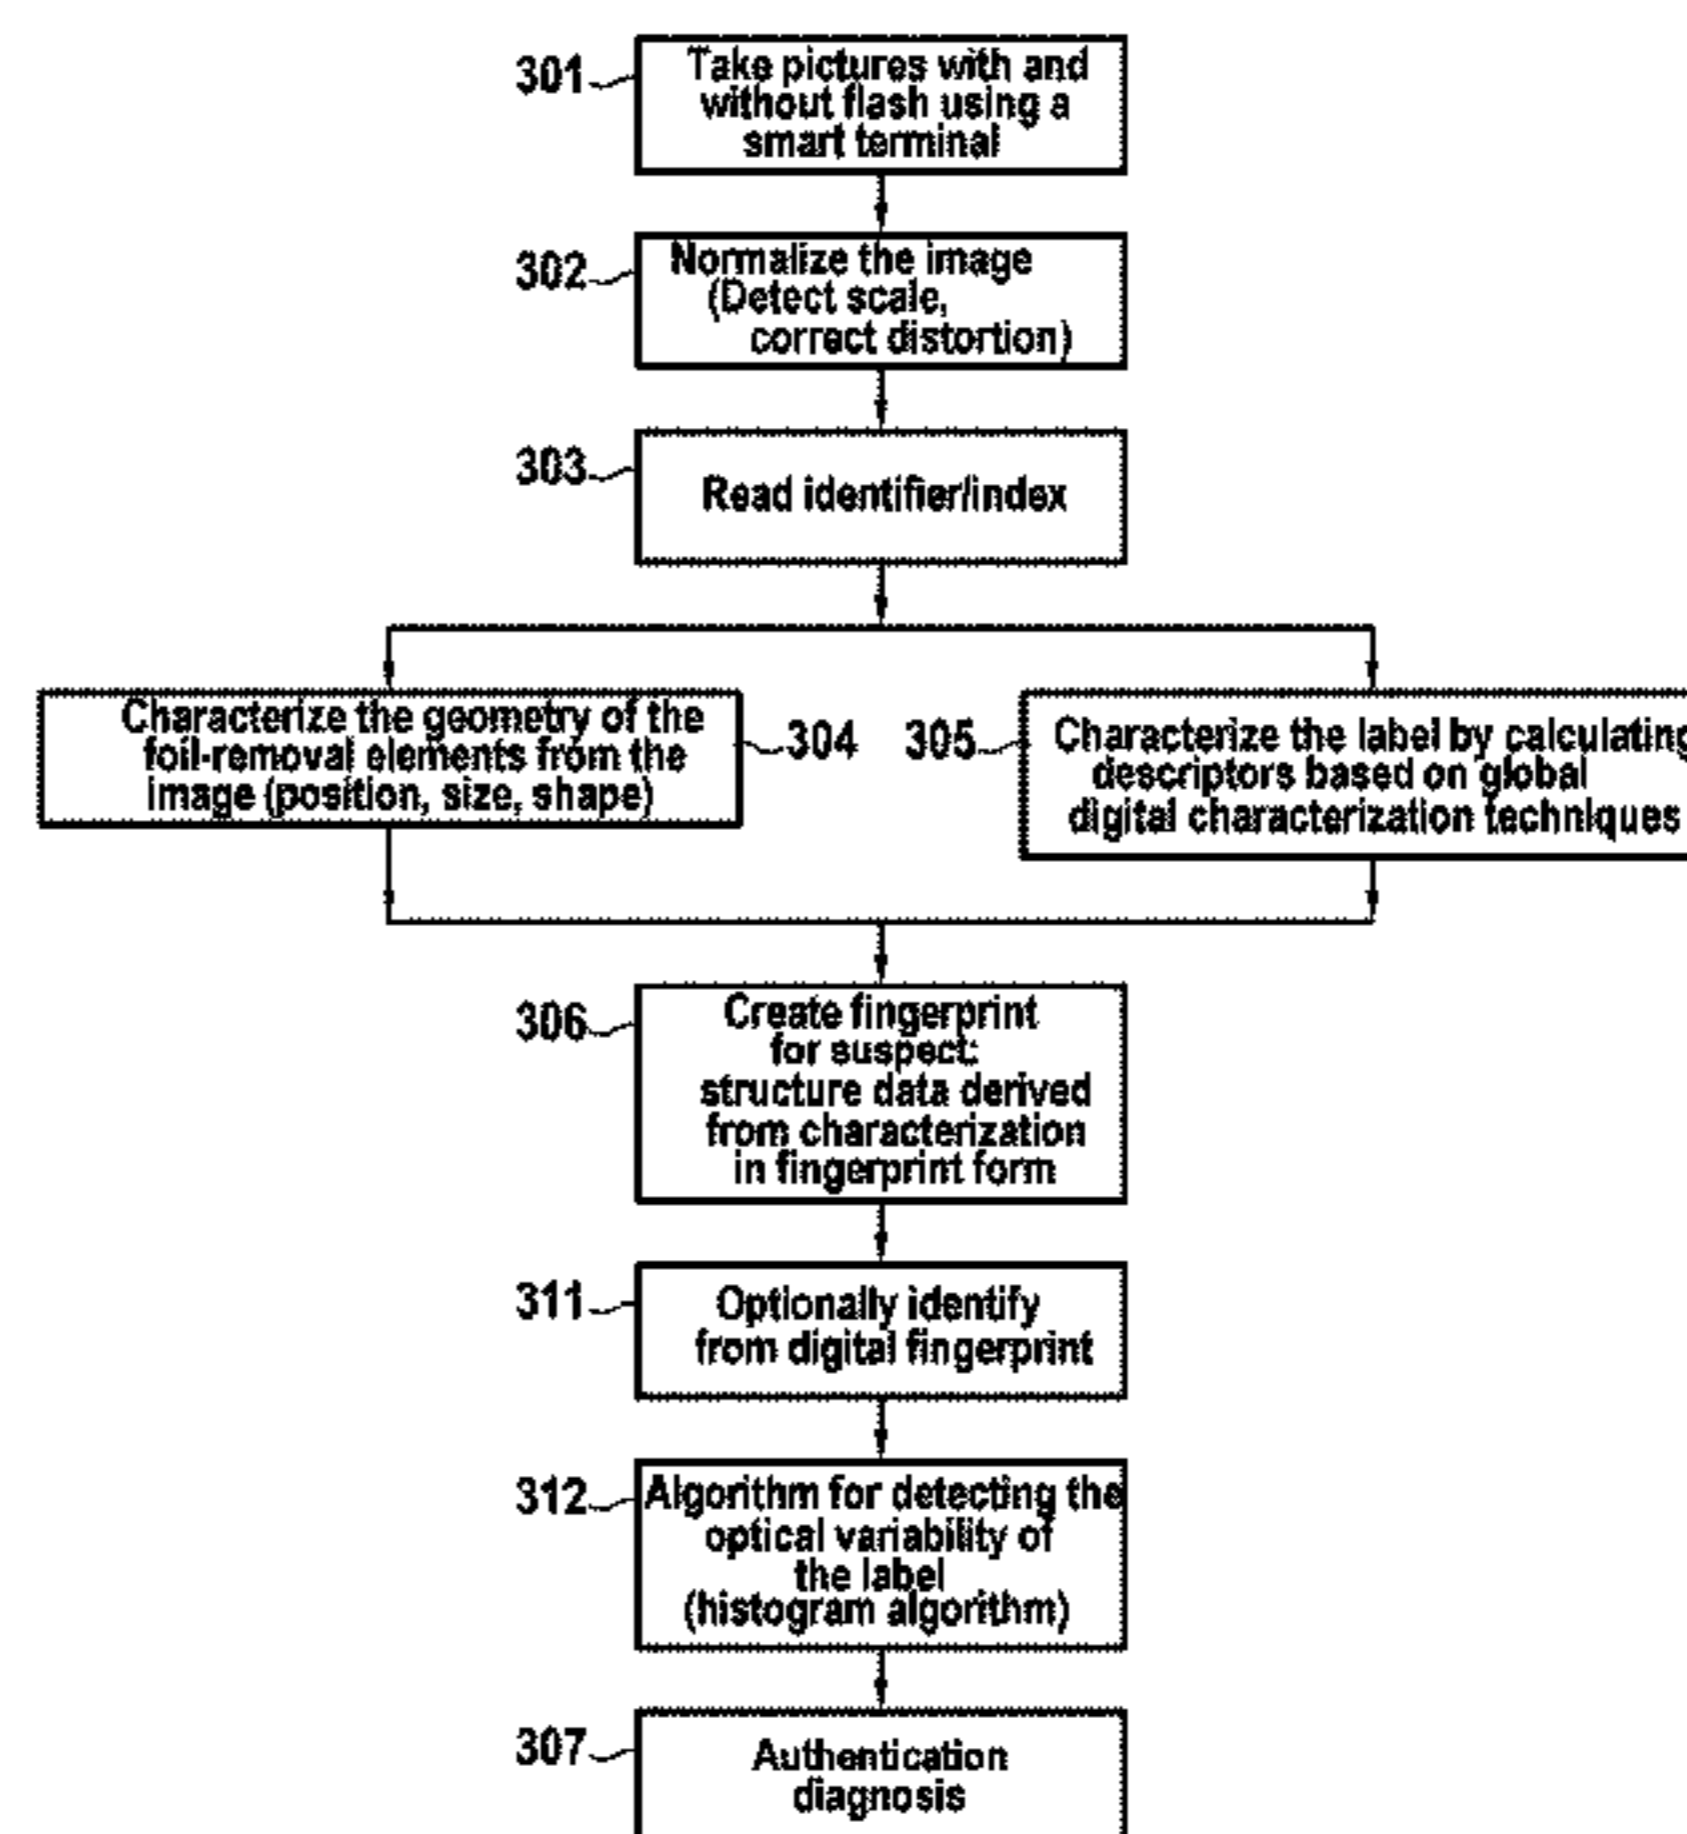 301
Take pictures with and
without flash using a
smart terminal
302
Normalize the image
(Detect scale,
correct distortion)
303
Read identifier/index
Characterize the geometry of the
foil-removal elements from the
image (position, size, shape)
304
305
Characterize the label by calculating
descriptors based on global
digital characterization techniques
306
Create fingerprint
for suspect:
structure data derived
from characterization
in fingerprint form
311
Optionally identify
from digital fingerprint
312
Algorithm for detecting the
optical variability of
the label
(histogram algorithm)
307
Authentication
diagnosis